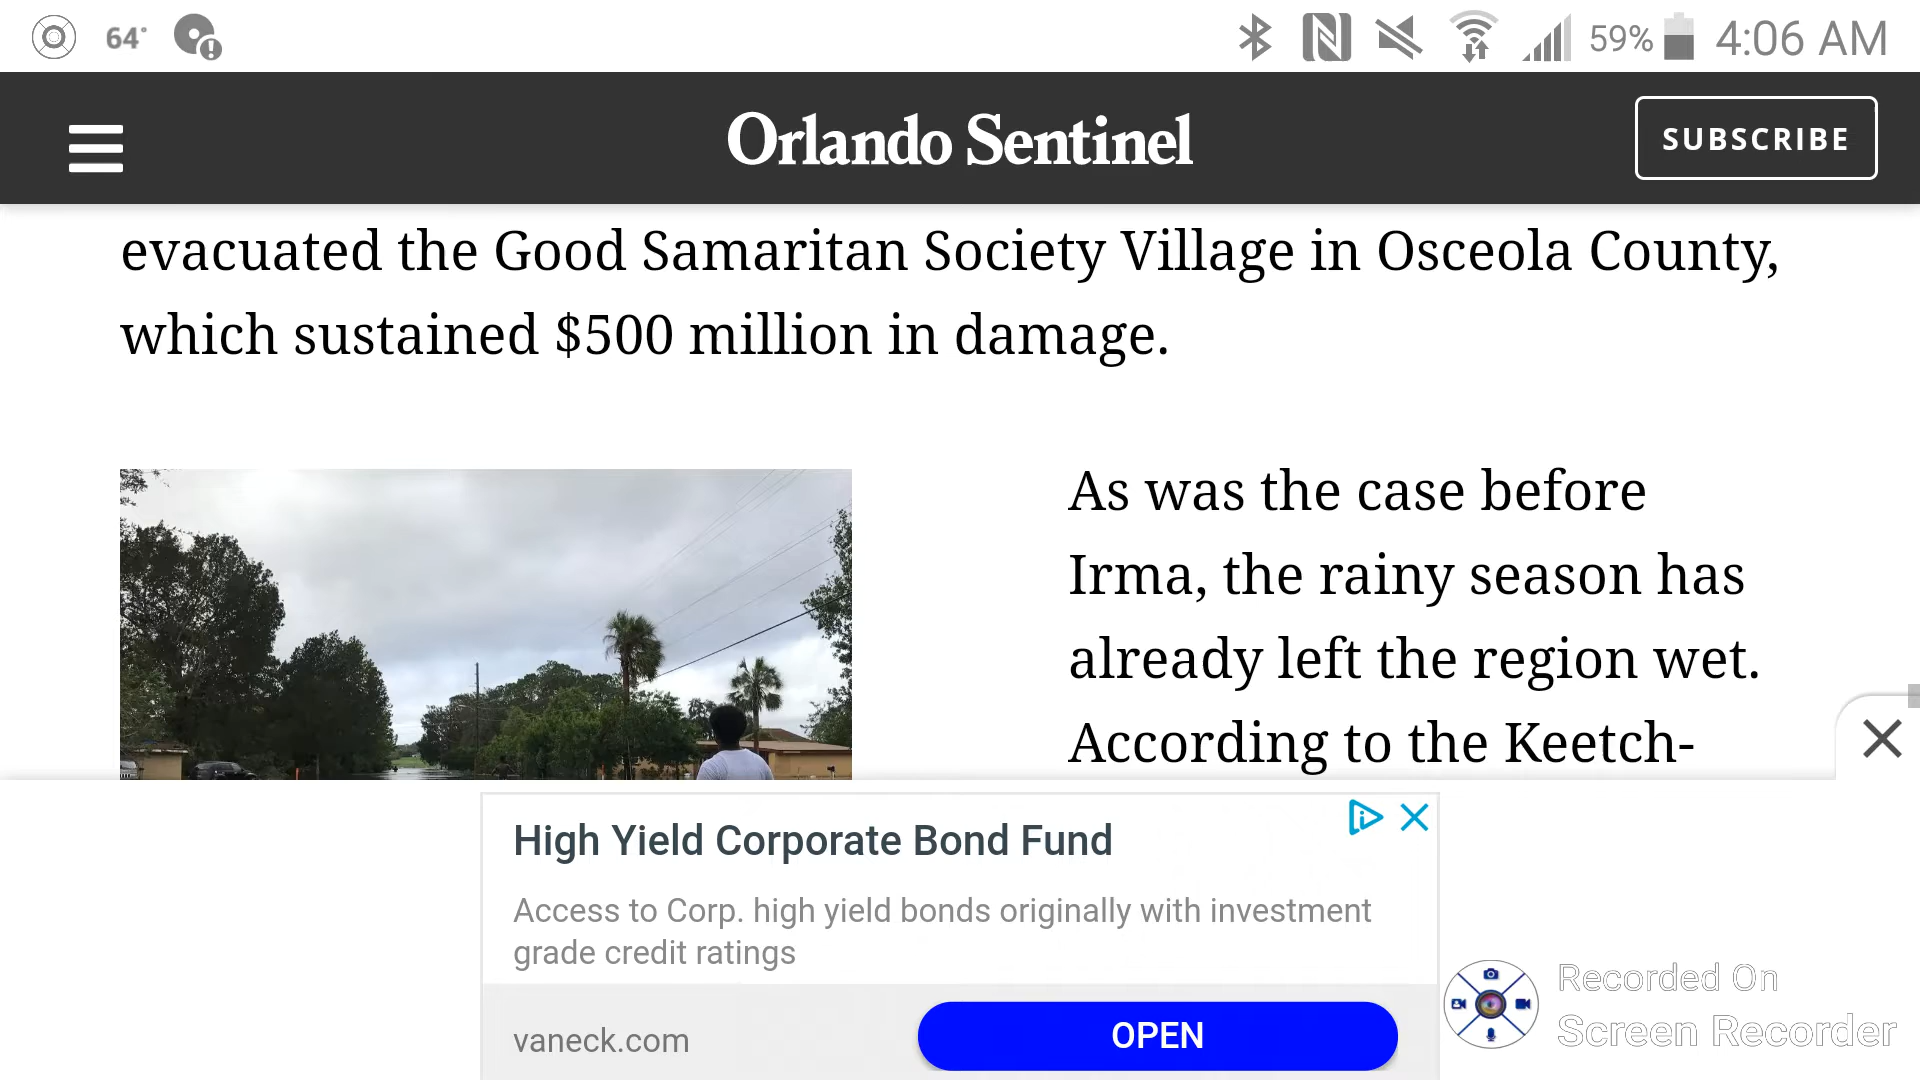 64°
59% 4:06 AM
Orlando Sentinel
SUBSCRIBE
evacuated the Good Samaritan Society Village in Osceola County,
which sustained $500 million in damage.
As was the case before
Irma, the rainy season has
already left the region wet.
According to the Keetch-
High Yield Corporate Bond Fund
Access to Corp. high yield bonds originally with investment
grade credit ratings
vaneck.com
OPEN
Recorded On
Screen Recorder